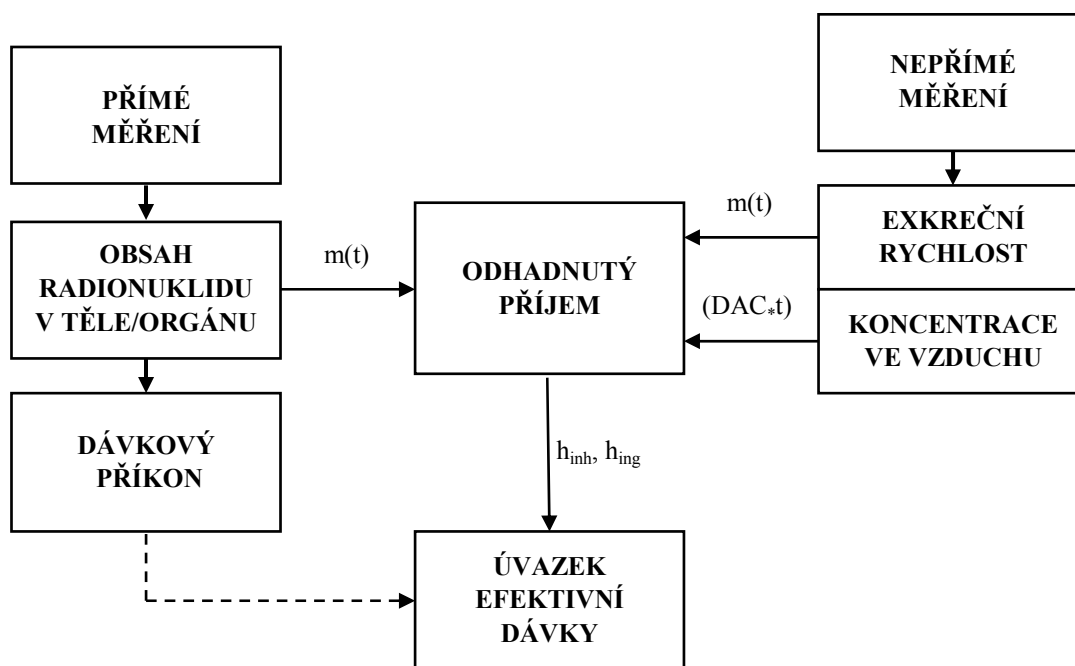 PŘÍMÉ
MĚŘENÍ
NEPŘÍMÉ
MĚŘENÍ
OBSAH
RADIONUKLIDU
V TĚLE/ORGÁNU
m(t)
ODHADNUTÝ
PŘÍJEM
m(t)
(DAC*t)
EXKREČNÍ
RYCHLOST
KONCENTRACE
VE VZDUCHU
DÁVKOVÝ
PŘÍKON
hinh, hing
ÚVAZEK
EFEKTIVNÍ
DÁVKY